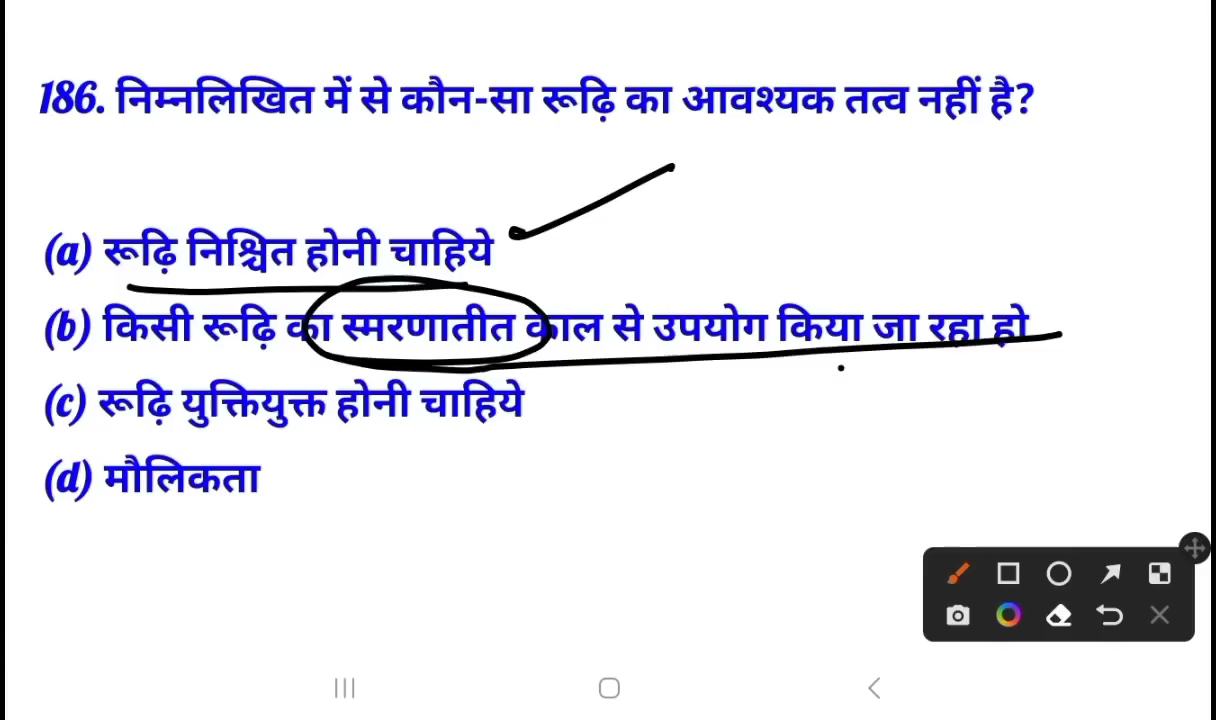 186. निम्नलिखित में से कौन-सा रूढ़ि का आवश्यक तत्व नहीं है?
(a) रूढ़ि निश्चित होनी चाहिये
(b) किसी रूढ़ि का स्मरणातीत काल से उपयोग किया जा रहा हो
(c) रूढ़ि युक्तियुक्त होनी चाहिये
(d) मौलिकता